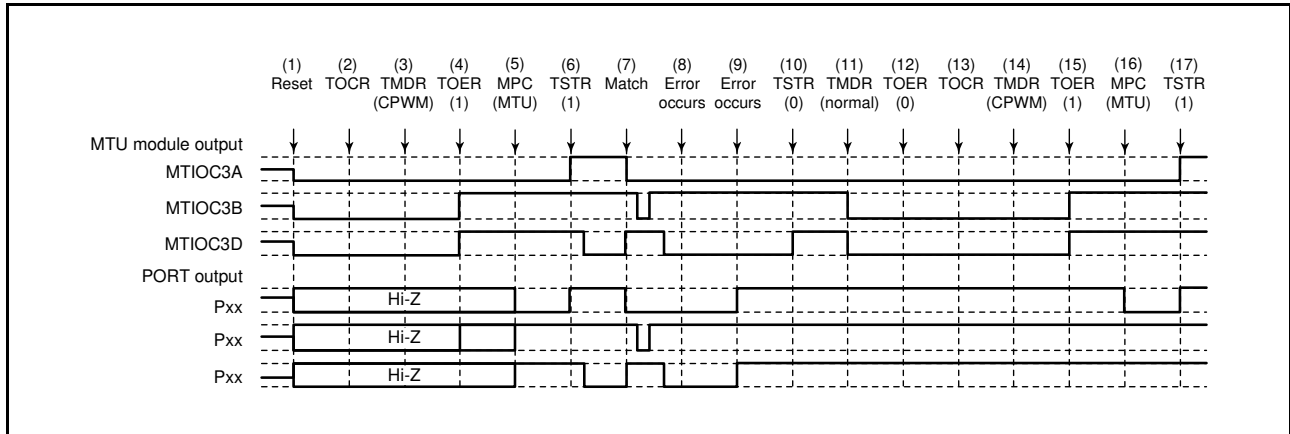 (1) (2) (3) (4) (5) (6) (7) (8) (9) (10) (11) (12) (13) (14) (15) (16) (17)
Reset TOCR TMDR TOER MPC TSTR Match Error Error TSTR TMDR TOER TOCR TMDR TOER MPC TSTR
(CPWM) (1) (MTU) (1) occurs occurs (0) (normal) (0) (CPWM) (1) (MTU) (1)
MTU module output
MTIOC3A
MTIOC3B
MTIOC3D
PORT output
Pxx Hi-Z
Pxx Hi-Z
Pxx Hi-Z